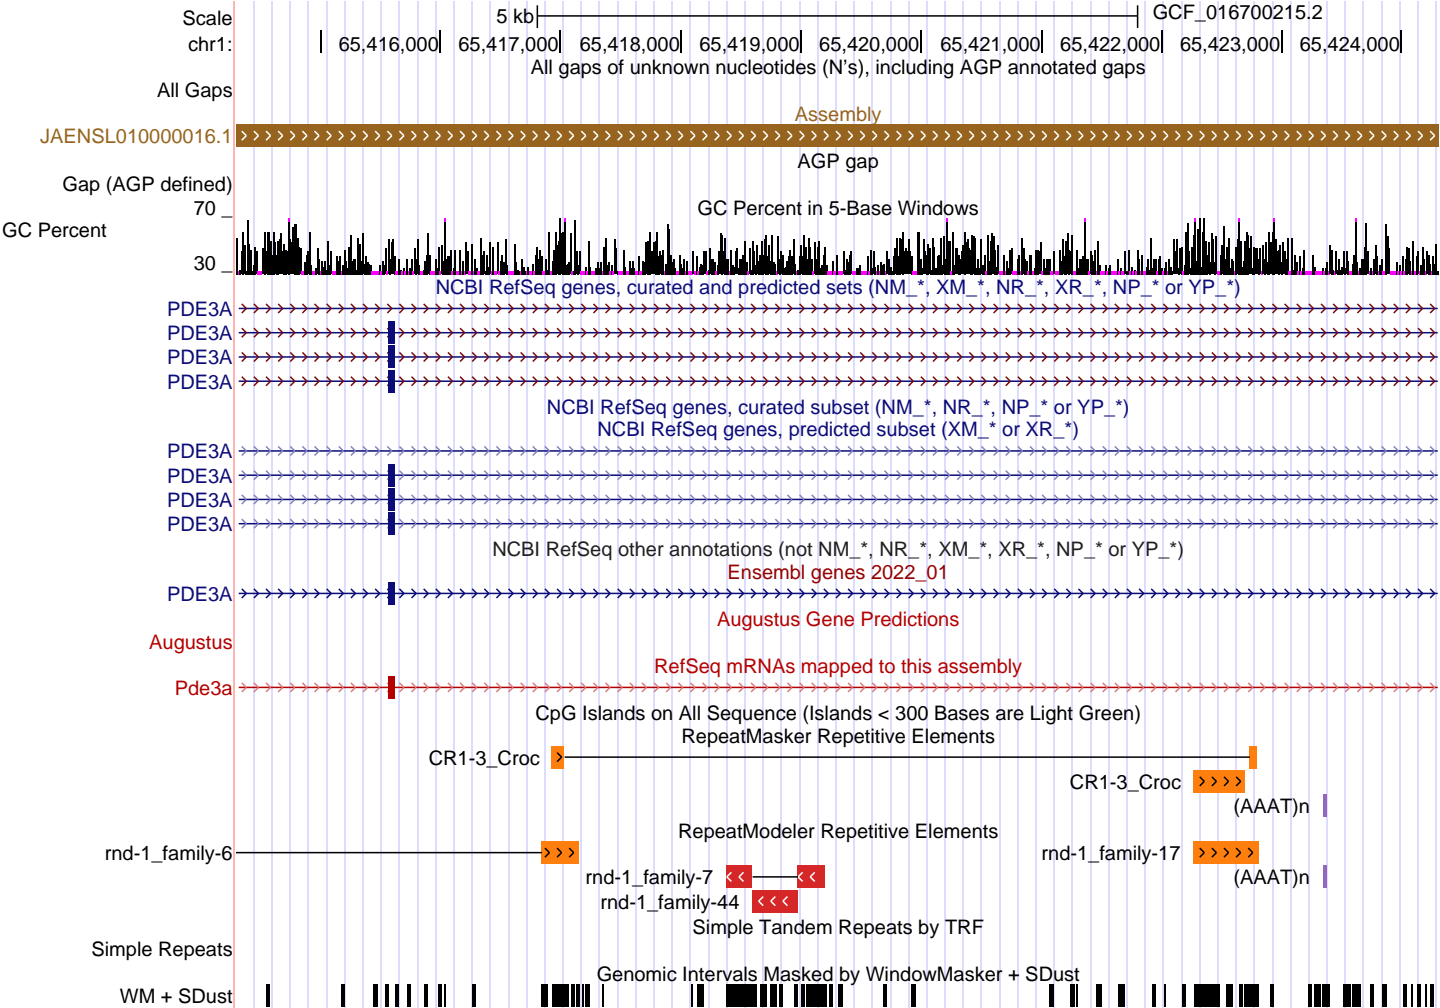 Scale 5 kb GCF_016700215.2
chr1: 65,416,000 65,417,000 65,418,000 65,419,000 65,420,000 65,421,000 65,422,000 65,423,000 65,424,000
All gaps of unknown nucleotides (N's), including AGP annotated gaps
All Gaps
Assembly
JAENSL010000016.1
AGP gap
Gap (AGP defined)
70 _
GC Percent in 5-Base Windows
GC Percent
30 _
NCBI RefSeq genes, curated and predicted sets (NM_*, XM_*, NR_*, XR_*, NP_* or YP_*)
PDE3A
PDE3A
PDE3A
PDE3A
NCBI RefSeq genes, curated subset (NM_*, NR_*, NP_* or YP_*)
NCBI RefSeq genes, predicted subset (XM_* or XR_*)
PDE3A
PDE3A
PDE3A
PDE3A
NCBI RefSeq other annotations (not NM_*, NR_*, XM_*, XR_*, NP_* or YP_*)
Ensembl genes 2022_01
PDE3A
Augustus Gene Predictions
Augustus
RefSeq mRNAs mapped to this assembly
Pde3a
CpG Islands on All Sequence (Islands < 300 Bases are Light Green)
RepeatMasker Repetitive Elements
CR1-3_Croc
CR1-3_Croc
(AAAT)n
RepeatModeler Repetitive Elements
rnd-1_family-6 rnd-1_family-17
rnd-1_family-7 (AAAT)n
rnd-1_family-44
Simple Tandem Repeats by TRF
Simple Repeats
Genomic Intervals Masked by WindowMasker + SDust
WM + SDust